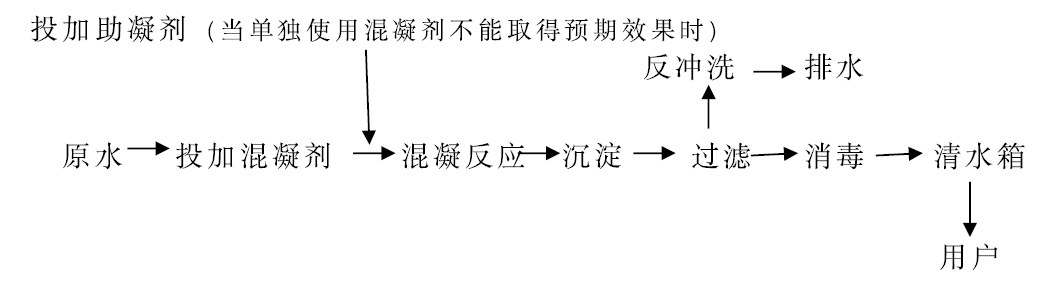 投加助凝剂（当单独使用混凝剂不能取得预期效果时）
反冲洗 排水
原水 投加混凝剂 混凝反应 沉淀 过滤 消毒 清水箱
用户